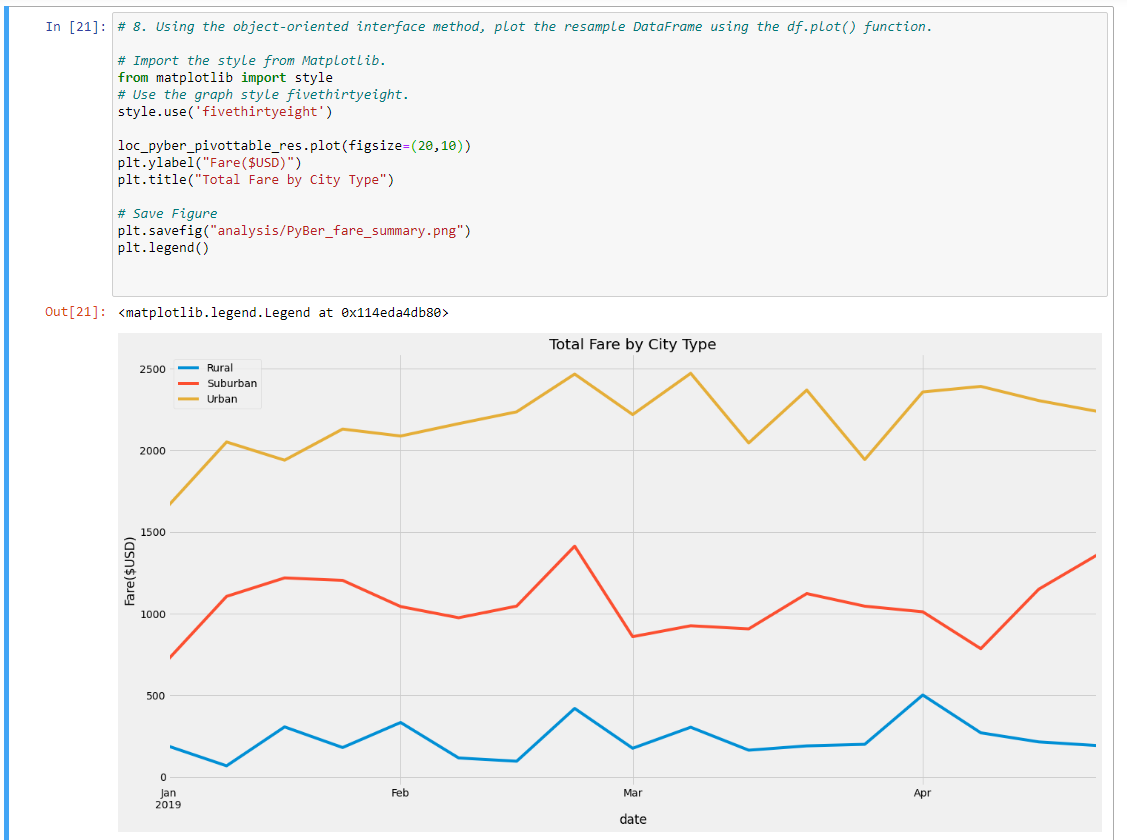 In [21]: # 8. Using the object-oriented interface method, plot the resample DataFrame using the df.plot() function.
# Import the style from Matplotlib.
from matplotlib import style
# Use the graph style fivethirtyeight.
style.use('fivethirtyeight')
loc_pyber_pivottable_res.plot(figsize=(20,10))
plt.ylabel("Fare($USD)")
plt.title("Total Fare by City Type")
# Save Figure
plt.savefig("analysis/PyBer_fare_summary.png")
plt.legend()
Out[21]: <matplotlib.legend.Legend at 0x114eda4db80>
Total Fare by City Type
Rural
Suburban
Urban
2500
2000
1500
1000
500
0
Fare($USD)
Jan
2019
Feb
Mar
Apr
date